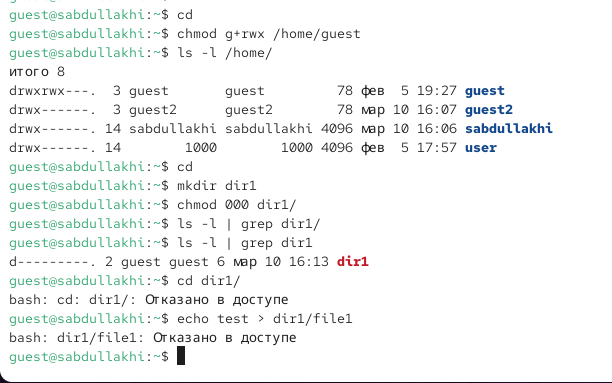 guest@sabdullakhi:~$ cd
guest@sabdullakhi:~$ chmod g+rwx /home/guest
guest@sabdullakhi:~$ ls -l /home/
итого 8
drwxrwx---.  3 guest      guest        78 фев  5 19:27 guest
drwx------.  3 guest2     guest2       78 мар 10 16:07 guest2
drwx------. 14 sabdullakhi sabdullakhi 4096 мар 10 16:06 sabdullakhi
drwx------. 14        1000        1000 4096 фев  5 17:57 user
guest@sabdullakhi:~$ cd
guest@sabdullakhi:~$ mkdir dir1
guest@sabdullakhi:~$ chmod 000 dir1/
guest@sabdullakhi:~$ ls -l | grep dir1/
guest@sabdullakhi:~$ ls -l | grep dir1
d---------. 2 guest guest 6 мар 10 16:13 dir1
guest@sabdullakhi:~$ cd dir1/
bash: cd: dir1/: Отказано в доступе
guest@sabdullakhi:~$ echo test > dir1/file1
bash: dir1/file1: Отказано в доступе
guest@sabdullakhi:~$